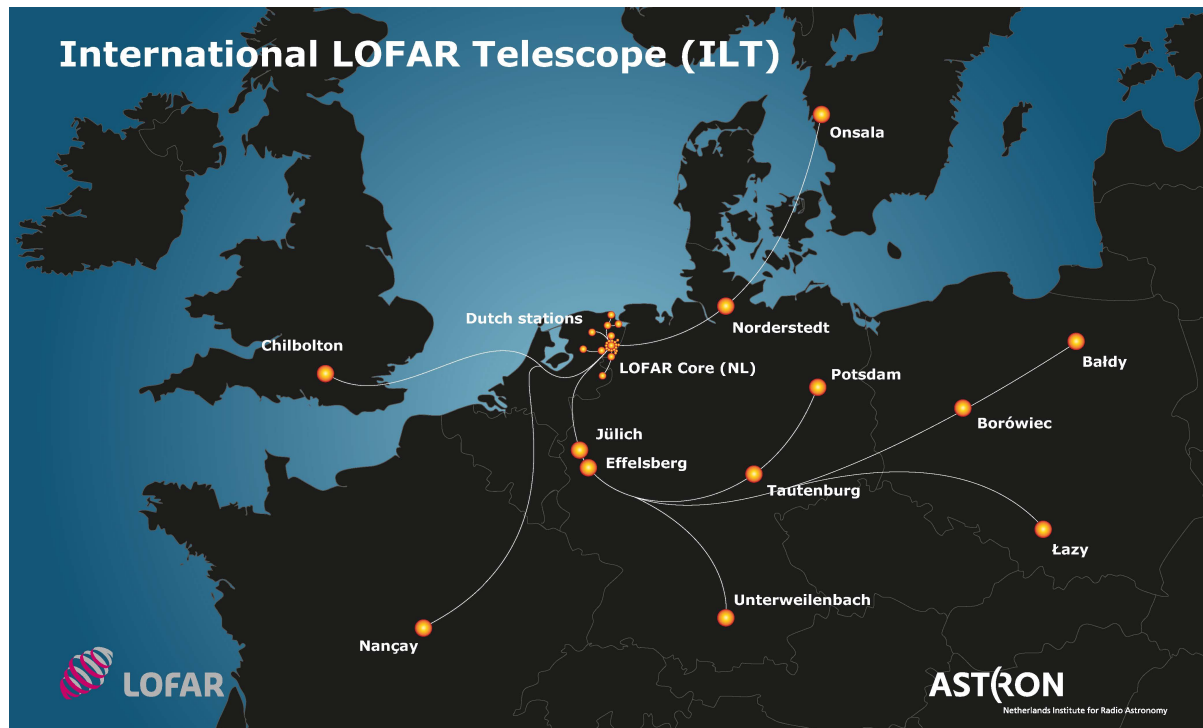 International LOFAR Telescope (ILT)
Onsala
Dutch stations
Norderstedt
Chilbolton
LOFAR Core (NL)
Bałdy
Potsdam
Borówiec
Jülich
Effelsberg
Tautenburg
Łazy
Unterweilenbach
Nançay
LOFAR
ASTRON
Netherlands Institute for Radio Astronomy